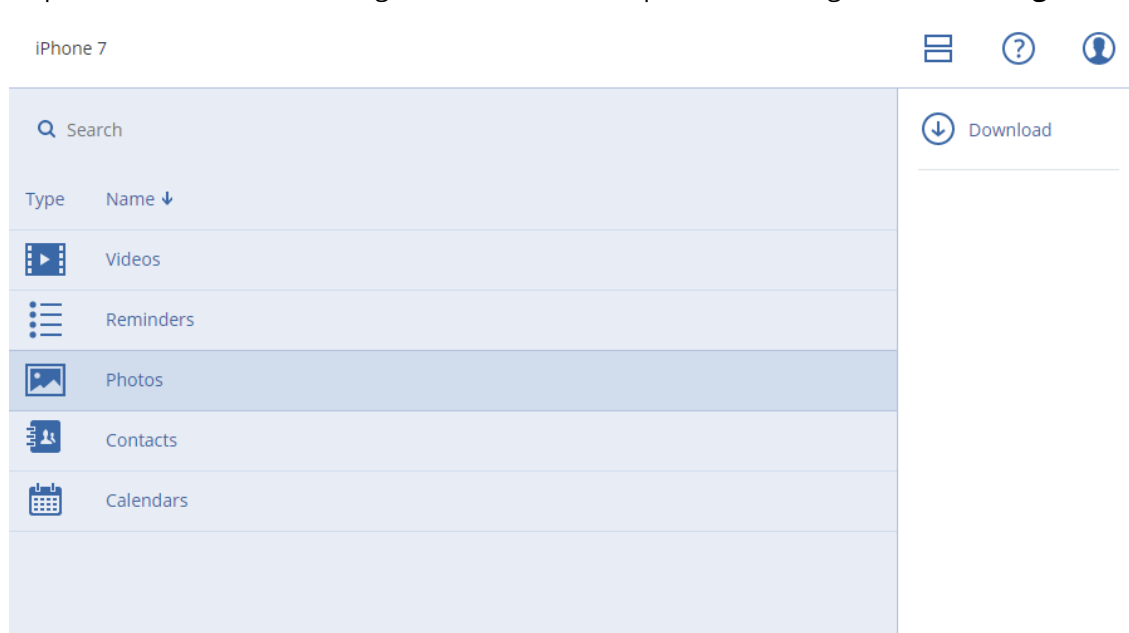 iPhone 7
Search
Download
Type Name
Videos
Reminders
Photos
Contacts
Calendars